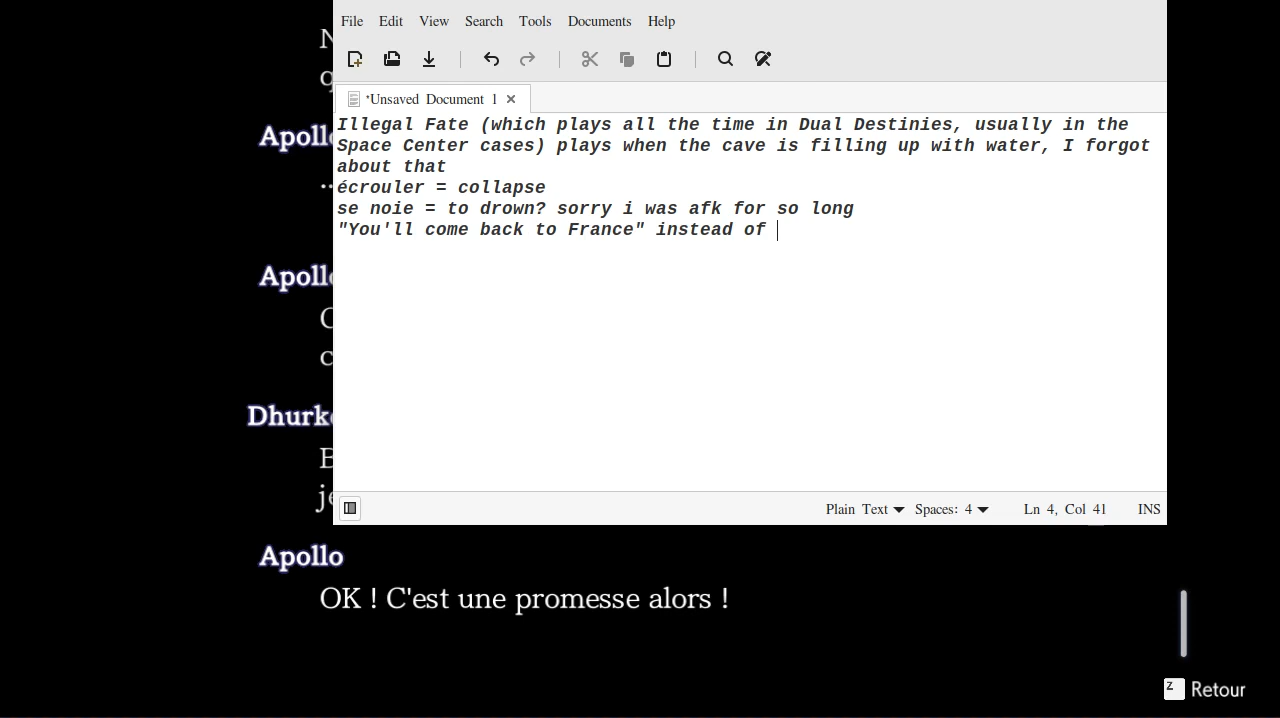 File Edit View Search Tools Documents Help
*Unsaved Document 1
Illegal Fate (which plays all the time in Dual Destinies, usually in the
Space Center cases) plays when the cave is filling up with water, I forgot
about that
écrouler = collapse
se noie = to drown? sorry i was afk for so long
"You'll come back to France" instead of
Plain Text Spaces: 4 Ln 4, Col 41 INS
Apollo
OK ! C'est une promesse alors !
Z Retour